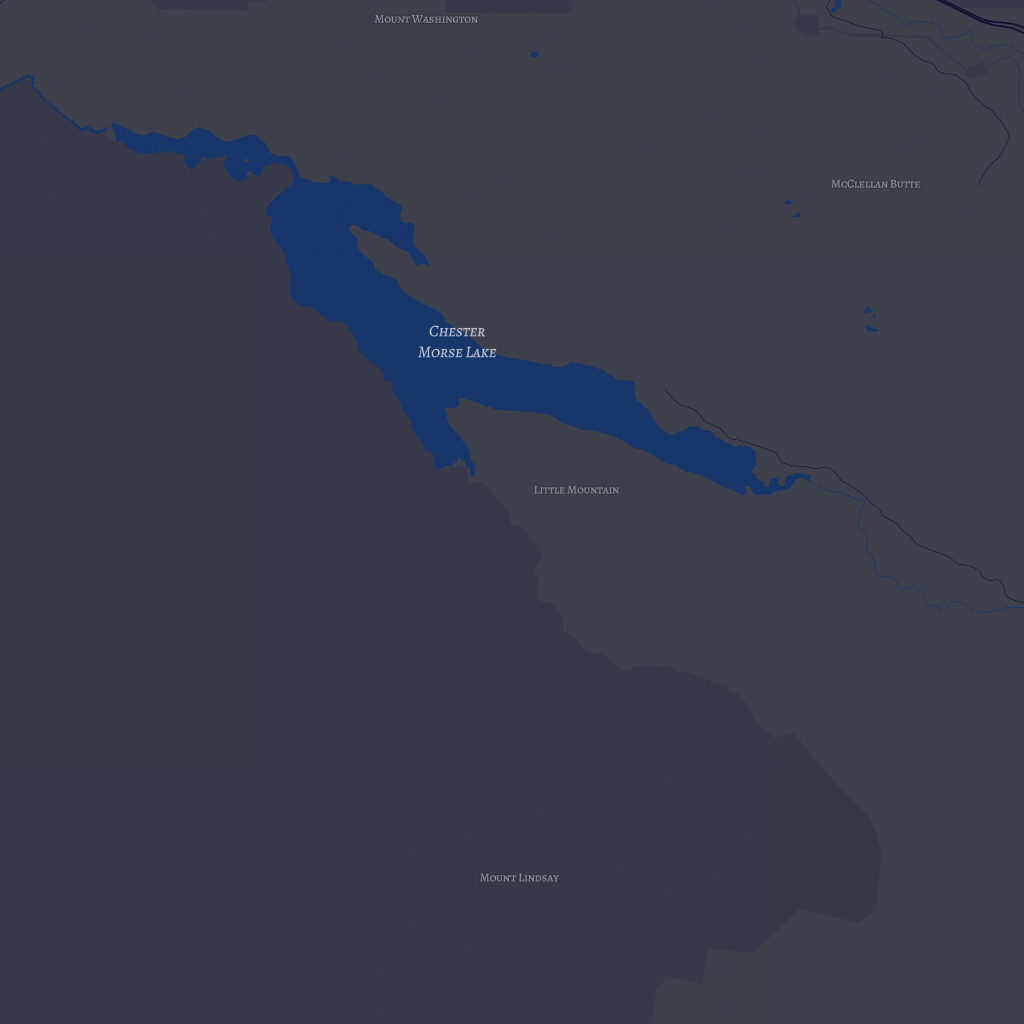 Mount Washington
McClellan Butte
Chester
Morse Lake
Little Mountain
Mount Lindsay